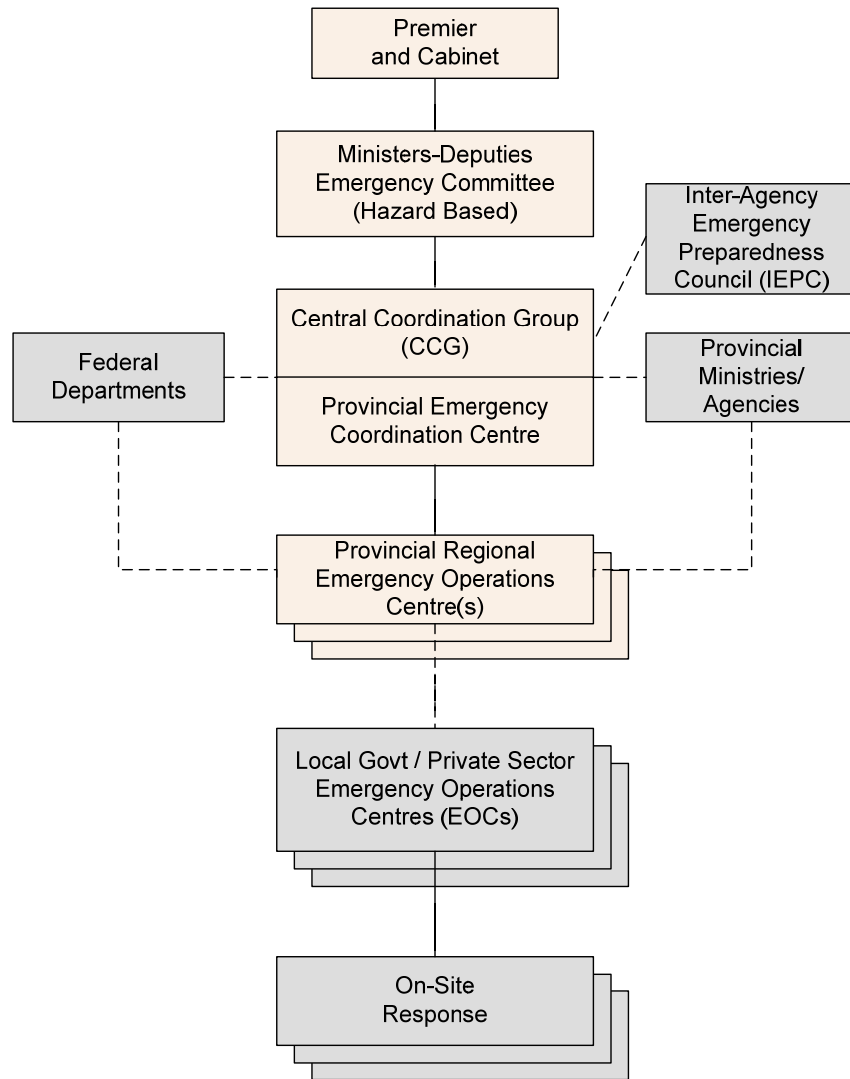 Premier
and Cabinet
Ministers-Deputies
Emergency Committee
(Hazard Based)
Inter-Agency
Emergency
Preparedness
Council (IEPC)
Central Coordination Group
(CCG)
Federal
Departments
Provincial
Ministries/
Agencies
Provincial Emergency
Coordination Centre
Provincial Regional
Emergency Operations
Centre(s)
Local Govt / Private Sector
Emergency Operations
Centres (EOCs)
On-Site
Response